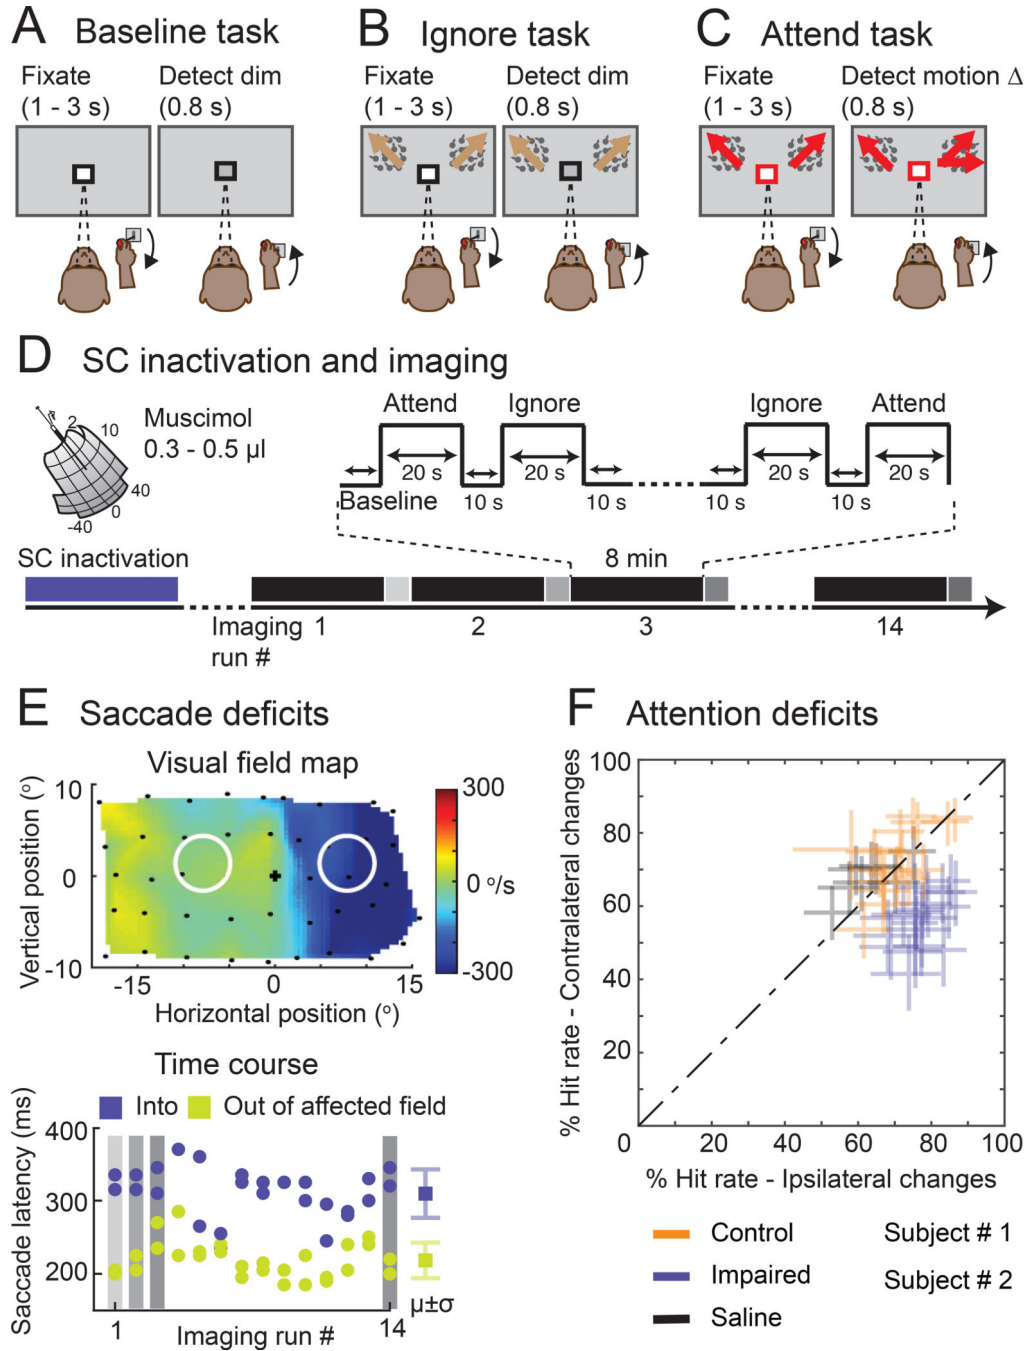 A Baseline task
Fixate
(1 - 3 s)
Detect dim
(0.8 s)
B Ignore task
Fixate
(1 - 3 s)
Detect dim
(0.8 s)
C Attend task
Fixate
(1 - 3 s)
Detect motion Δ
(0.8 s)
D SC inactivation and imaging
Muscimol
0.3 - 0.5 µl
2
10
40
0
-40
Attend
Ignore
Ignore
Attend
20 s
20 s
20 s
20 s
Baseline
10 s
10 s
10 s
10 s
SC inactivation
8 min
Imaging
run #
1
2
3
14
E Saccade deficits
Visual field map
Vertical position (°)
10
0
-10
-15
0
15
Horizontal position (°)
300
0 °/s
-300
Time course
Into
Out of affected field
Saccade latency (ms)
400
300
200
1
14
Imaging run #
µ±σ
F Attention deficits
% Hit rate - Contralateral changes
100
80
60
40
20
0
20
40
60
80
100
% Hit rate - Ipsilateral changes
Control
Impaired
Saline
Subject # 1
Subject # 2